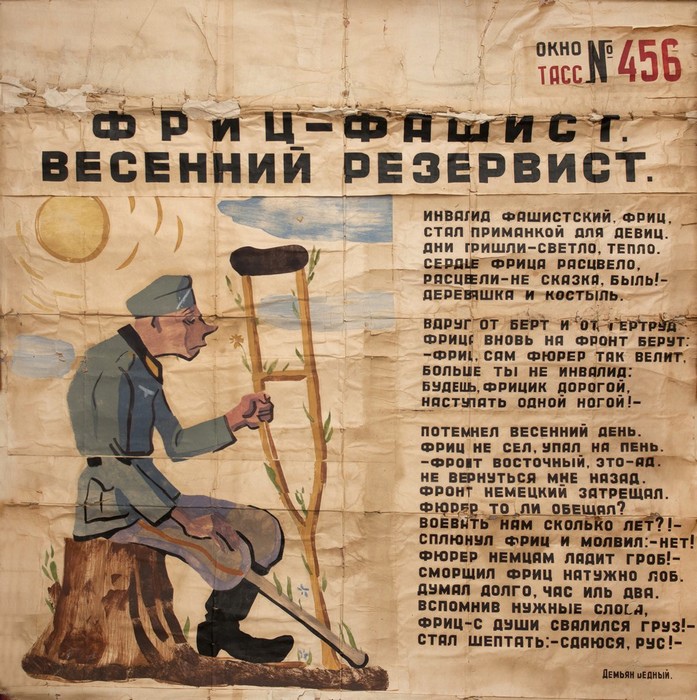 ОКНО № 456
ТАСС
ФРИЦ-ФАШИСТ.
ВЕСЕННИЙ РЕЗЕРВИСТ.
ИНВАЛИД ФАШИСТСКИЙ, ФРИЦ,
СТАЛ ПРИМАНКОЙ ДЛЯ ДЕВИЦ.
ДНИ ПРИШЛИ-СВЕТЛО, ТЕПЛО.
СЕРДЦЕ ФРИЦА РАСЦВЕЛО,
РАСЦВЕЛИ-НЕ СКАЗКА, БЫЛЬ!-
ДЕРЕВЯШКА И КОСТЫЛЬ.
ВДРУГ ОТ БЕРТ И ОТ ГЕРТРУД
ФРИЦА ВНОВЬ НА ФРОНТ БЕРУТ:
-ФРИЦ, САМ ФЮРЕР ТАК ВЕЛИТ,
БОЛЬШЕ ТЫ НЕ ИНВАЛИД:
БУДЕШЬ, ФРИЦИК ДОРОГОЙ,
НАСТУПАТЬ ОДНОЙ НОГОЙ!-
ПОТЕМНЕЛ ВЕСЕННИЙ ДЕНЬ.
ФРИЦ НЕ СЕЛ, УПАЛ НА ПЕНЬ.
-ФРОНТ ВОСТОЧНЫЙ, ЭТО-АД.
НЕ ВЕРНУТЬСЯ МНЕ НАЗАД.
ФРОНТ НЕМЕЦКИЙ ЗАТРЕЩАЛ.
ФЮРЕР ТО ЛИ ОБЕЩАЛ?
ВОЕВАТЬ НАМ СКОЛЬКО ЛЕТ?!-
СПЛЮНУЛ ФРИЦ И МОЛВИЛ:-НЕТ!
ФЮРЕР НЕМЦАМ ЛАДИТ ГРОБ!-
СМОРЩИЛ ФРИЦ НАТУЖНО ЛОБ.
ДУМАЛ ДОЛГО, ЧАС ИЛЬ ДВА.
ВСПОМНИВ НУЖНЫЕ СЛОВА,
ФРИЦ-С ДУШИ СВАЛИЛСЯ ГРУЗ!-
СТАЛ ШЕПТАТЬ:-СДАЮСЯ, РУС!-
ДЕМЬЯН БЕДНЫЙ.